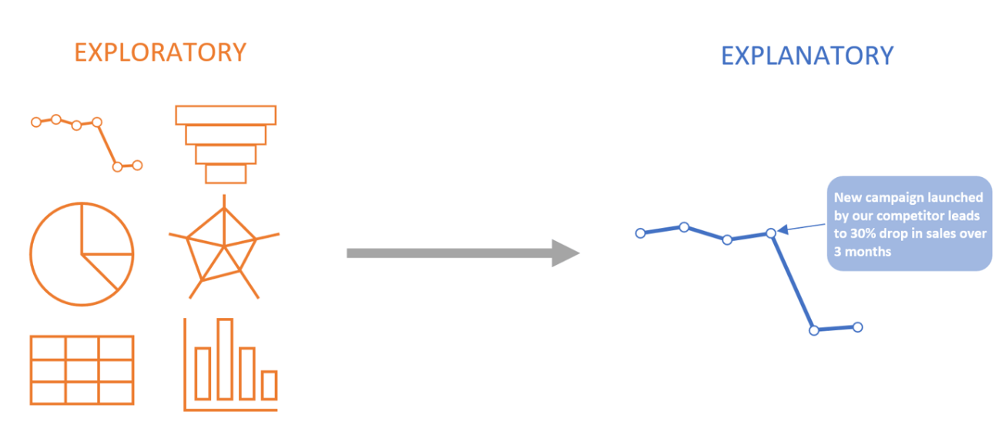 EXPLORATORY
EXPLANATORY
New campaign launched
by our competitor leads
to 30% drop in sales over
3 months